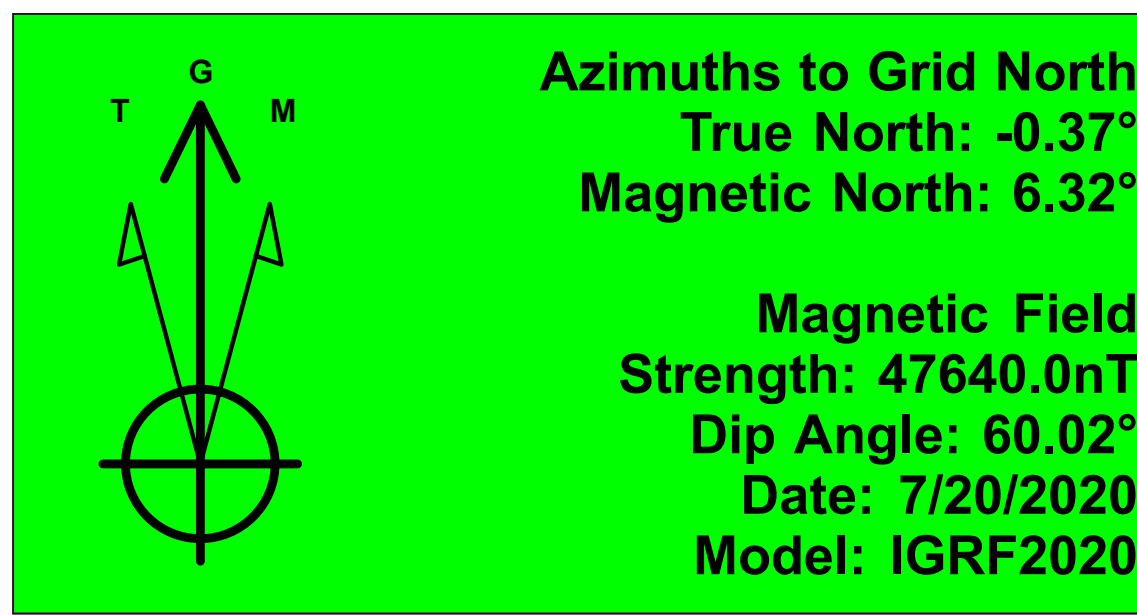 G
T M
Azimuths to Grid North
True North: -0.37°
Magnetic North: 6.32°
Magnetic Field
Strength: 47640.0nT
Dip Angle: 60.02°
Date: 7/20/2020
Model: IGRF2020